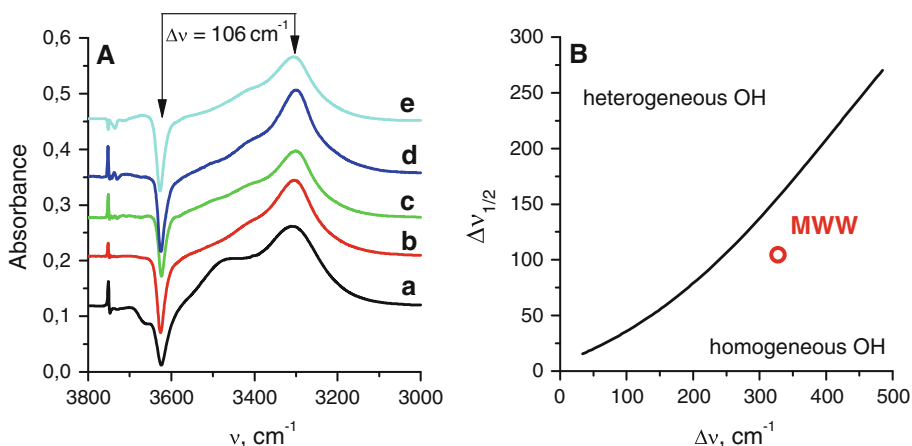 A
Δν = 106 cm⁻¹
0,6
0,5
0,4
0,3
0,2
0,1
0,0
Absorbance
e
d
c
b
a
3800 3600 3400 3200 3000
ν, cm⁻¹
B
300
250
200
150
100
50
0
Δν₁/₂
heterogeneous OH
MWW
homogeneous OH
0 100 200 300 400 500
Δν, cm⁻¹